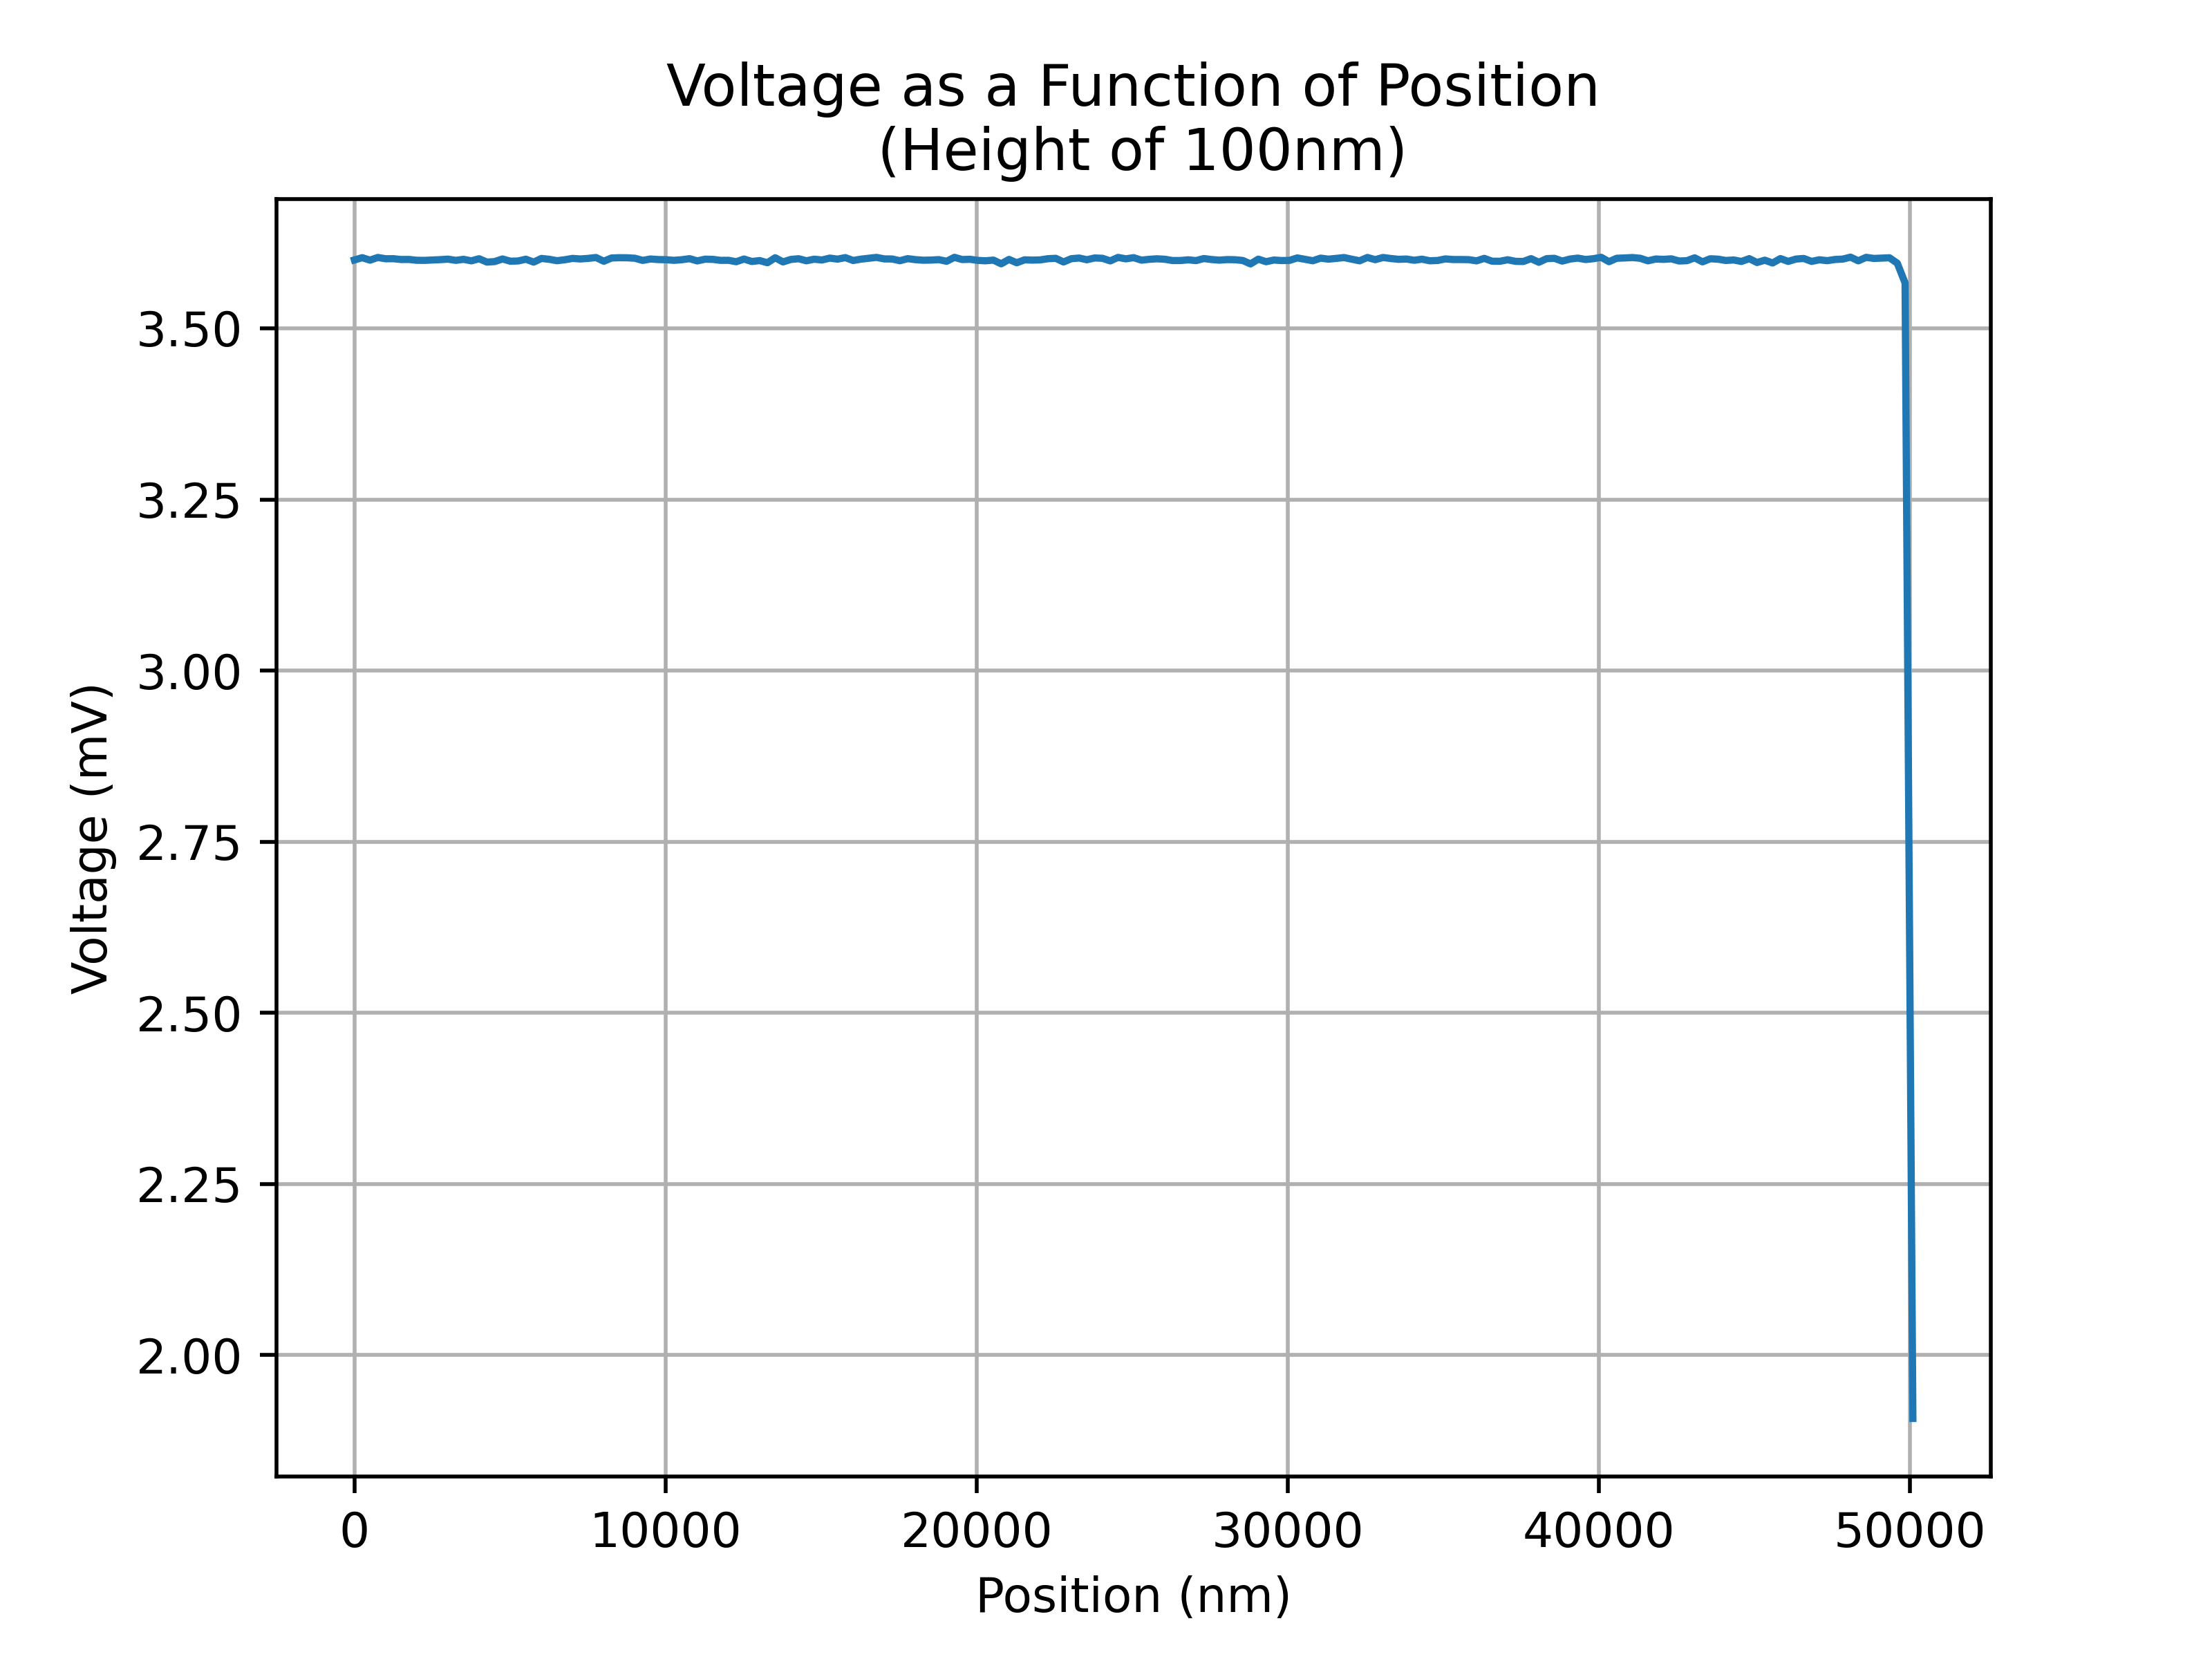 Voltage as a Function of Position
(Height of 100nm)
Voltage (mV)
3.50
3.25
3.00
2.75
2.50
2.25
2.00
0 10000 20000 30000 40000 50000
Position (nm)